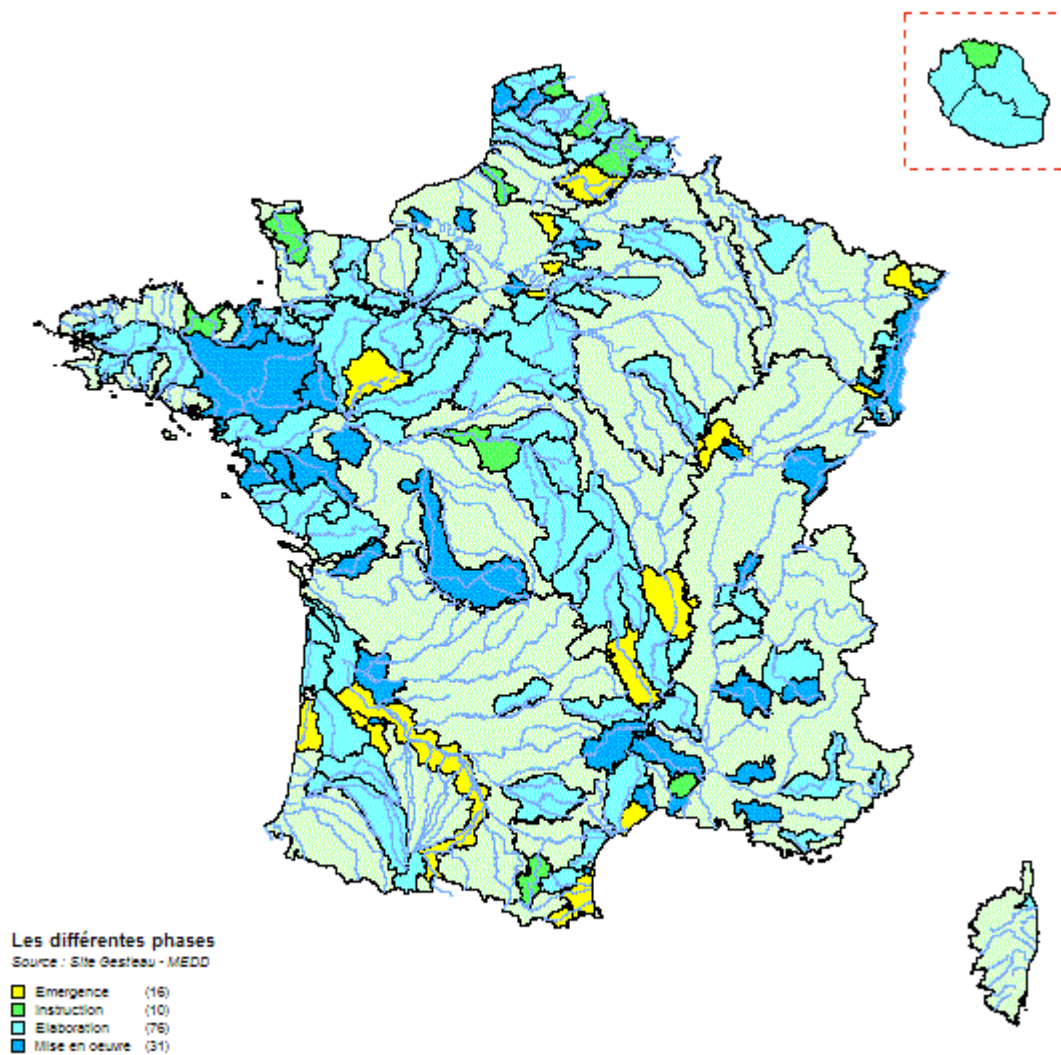 Les différentes phases
Source : Site Gesteau - MEDD
Emergence (16)
Instruction (10)
Elaboration (76)
Mise en oeuvre (31)